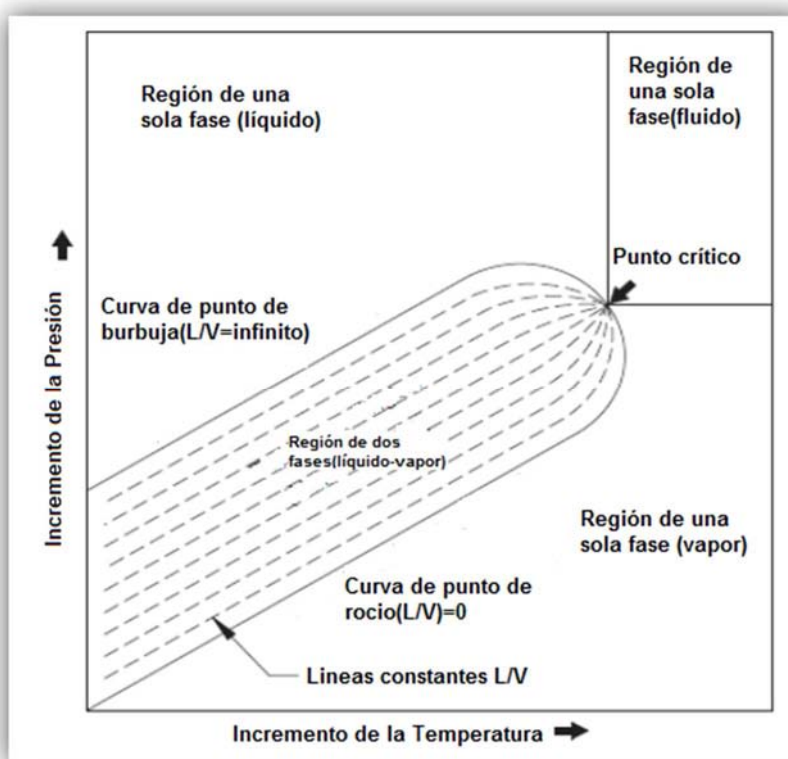 Región de una
sola fase (líquido)
Región de
una sola
fase(fluido)
Punto crítico
Curva de punto de
burbuja(L/V=infinito)
Incremento de la Presión
Región de dos
fases(líquido-vapor)
Región de una
sola fase (vapor)
Curva de punto de
rocio(L/V)=0
Lineas constantes L/V
Incremento de la Temperatura